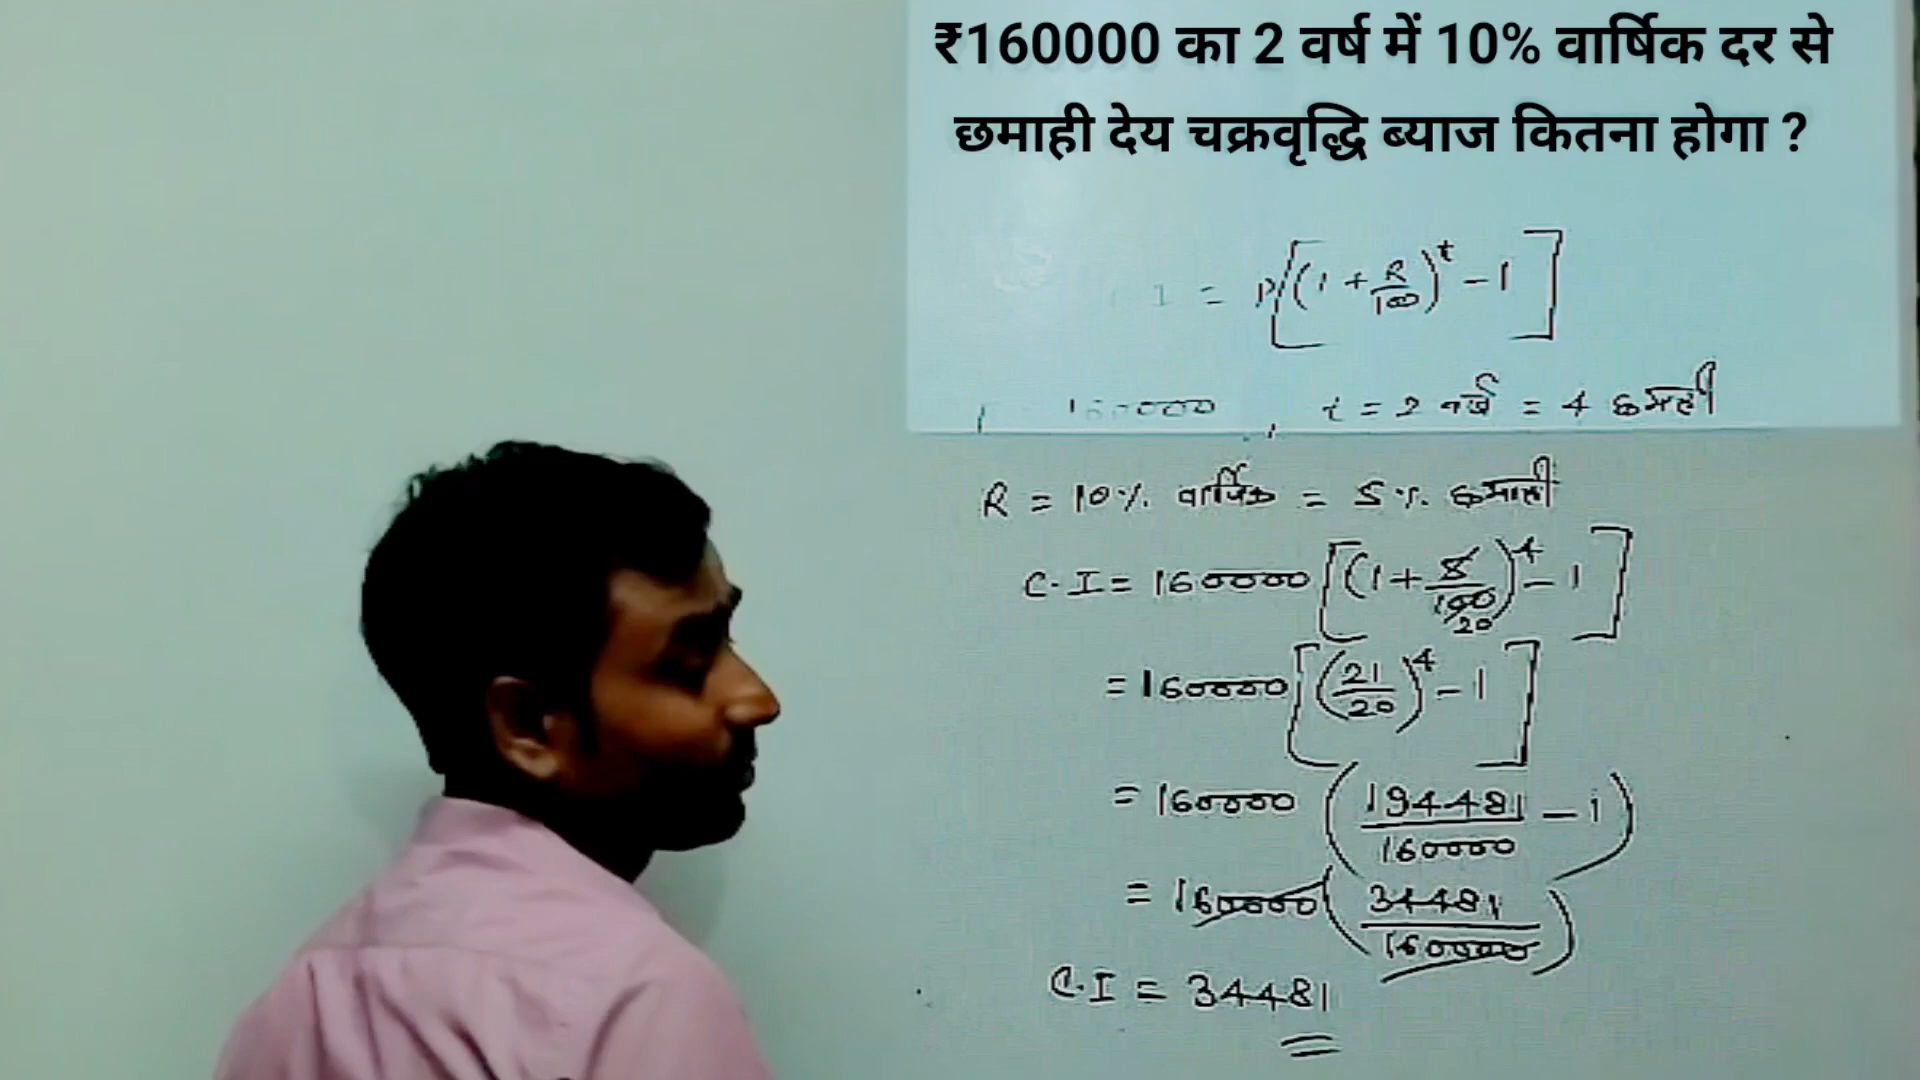 ₹160000 का 2 वर्ष में 10% वार्षिक दर से
छमाही देय चक्रवृद्धि ब्याज कितना होगा ?
I = P[(1 + R/100)^t - 1]
160000, t = 2 वर्ष = 4 छमाही
R = 10% वार्षिक = 5% छमाही
C.I = 160000 [(1 + 5/100)^4 - 1]
20
= 160000 [(21/20)^4 - 1]
= 160000 (194481/160000 - 1)
= 160000 (34481/160000)
C.I = 34481